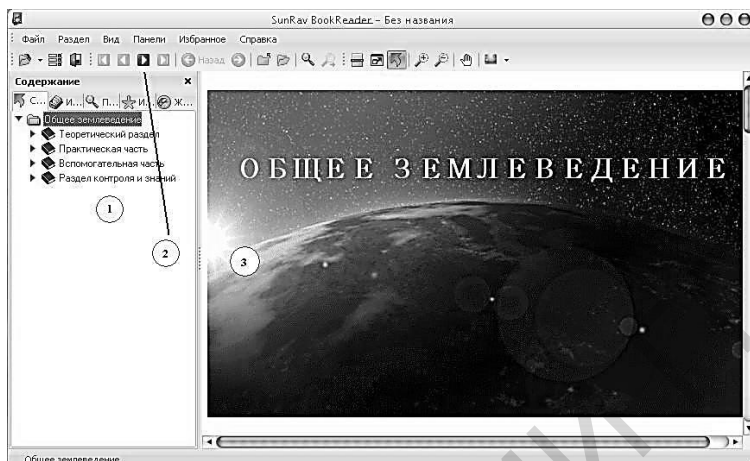 SunRav BookReader - Без названия
Файл Раздел Вид Панели Избранное Справка
Назад
Содержание ×
С... И... П... И... Ж...
Общее землеведение
Теоретический раздел
Практическая часть
Вспомогательная часть
Раздел контроля и знаний
1
2
3
ОБЩЕЕ ЗЕМЛЕВЕДЕНИЕ
Общее землеведение